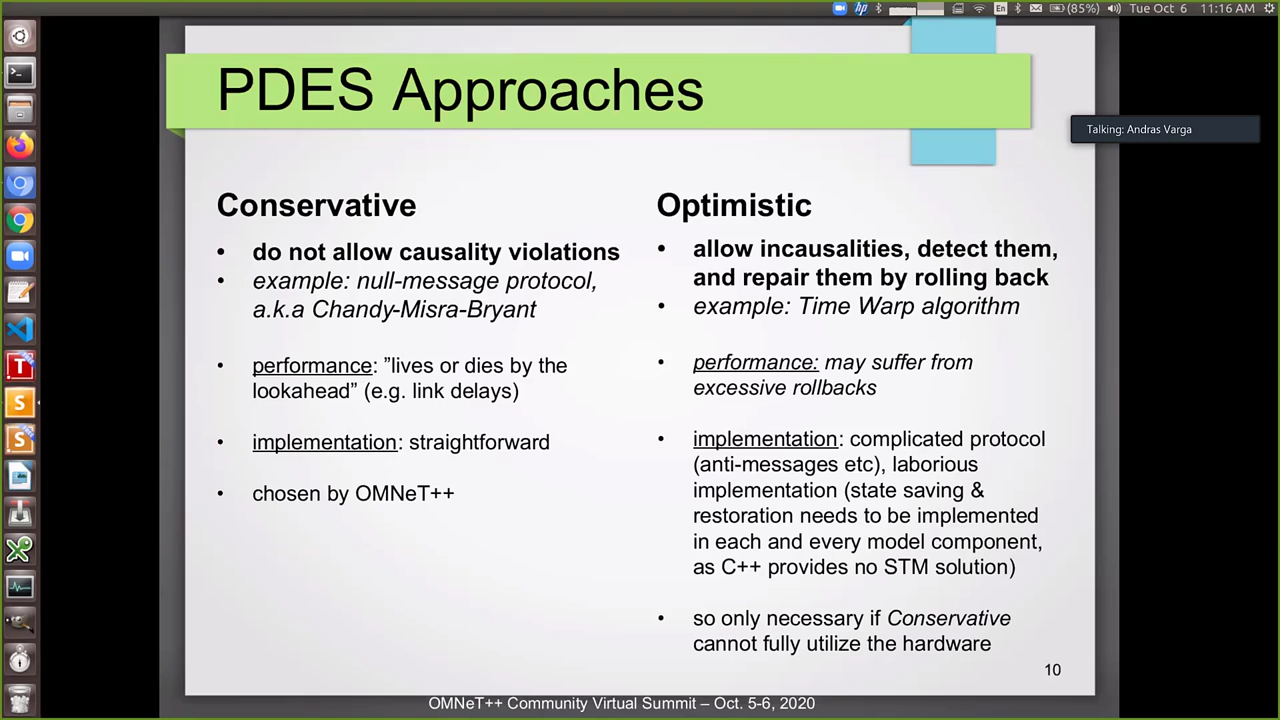 hp
En
(85%)
Tue Oct 6
11:16 AM
PDES Approaches
Talking: Andras Varga
Conservative
• do not allow causality violations
• example: null-message protocol,
a.k.a Chandy-Misra-Bryant
• performance: ”lives or dies by the
lookahead” (e.g. link delays)
• implementation: straightforward
• chosen by OMNeT++
Optimistic
• allow incausalities, detect them,
and repair them by rolling back
• example: Time Warp algorithm
• performance: may suffer from
excessive rollbacks
• implementation: complicated protocol
(anti-messages etc), laborious
implementation (state saving &
restoration needs to be implemented
in each and every model component,
as C++ provides no STM solution)
• so only necessary if Conservative
cannot fully utilize the hardware
10
OMNeT++ Community Virtual Summit – Oct. 5-6, 2020
T
S
S